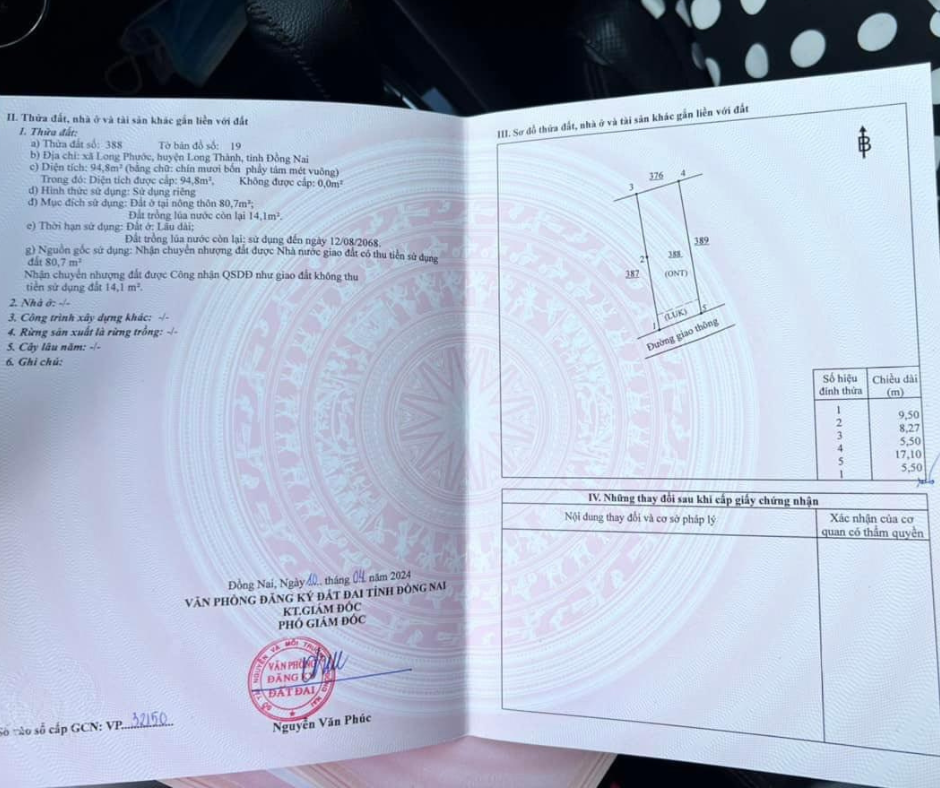 II. Thửa đất, nhà ở và tài sản khác gắn liền với đất
1. Thửa đất:
a) Thửa đất số: 388 Tờ bản đồ số: 19
b) Địa chỉ: xã Long Phước, huyện Long Thành, tỉnh Đồng Nai
c) Diện tích: 94,8m² (bằng chữ: chín mươi bốn phẩy tám mét vuông)
Trong đó: Diện tích được cấp: 94,8m², Không được cấp: 0,0m²
d) Hình thức sử dụng: Sử dụng riêng
đ) Mục đích sử dụng: Đất ở tại nông thôn 80,7m²;
Đất trồng lúa nước còn lại 14,1m².
e) Thời hạn sử dụng: Đất ở: Lâu dài;
Đất trồng lúa nước còn lại: sử dụng đến ngày 12/08/2068.
g) Nguồn gốc sử dụng: Nhận chuyển nhượng đất được Nhà nước giao đất có thu tiền sử dụng
đất 80,7 m²
Nhận chuyển nhượng đất được Công nhận QSDĐ như giao đất không thu
tiền sử dụng đất 14,1 m².
2. Nhà ở: -/-
3. Công trình xây dựng khác: -/-
4. Rừng sản xuất là rừng trồng: -/-
5. Cây lâu năm: -/-
6. Ghi chú:
Đồng Nai, Ngày 10 tháng 04 năm 2024
VĂN PHÒNG ĐĂNG KÝ ĐẤT ĐAI TỈNH ĐỒNG NAI
KT.GIÁM ĐỐC
PHÓ GIÁM ĐỐC
VĂN PHÒNG
ĐĂNG KÝ
ĐẤT ĐAI
Nguyễn Văn Phúc
Số vào sổ cấp GCN: VP....32150...
III. Sơ đồ thửa đất, nhà ở và tài sản khác gắn liền với đất
B
376
3 4
389
2 388
387 (ONT)
(LUK)
1 5
Đường giao thông
Số hiệu đỉnh thửa Chiều dài (m)
1
9,50
2
8,27
3
5,50
4
17,10
5
5,50
1
IV. Những thay đổi sau khi cấp giấy chứng nhận
Nội dung thay đổi và cơ sở pháp lý
Xác nhận của cơ
quan có thẩm quyền